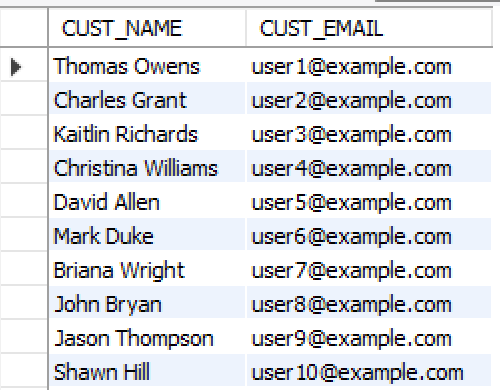 CUST_NAME CUST_EMAIL
Thomas Owens user1@example.com
Charles Grant user2@example.com
Kaitlin Richards user3@example.com
Christina Williams user4@example.com
David Allen user5@example.com
Mark Duke user6@example.com
Briana Wright user7@example.com
John Bryan user8@example.com
Jason Thompson user9@example.com
Shawn Hill user10@example.com